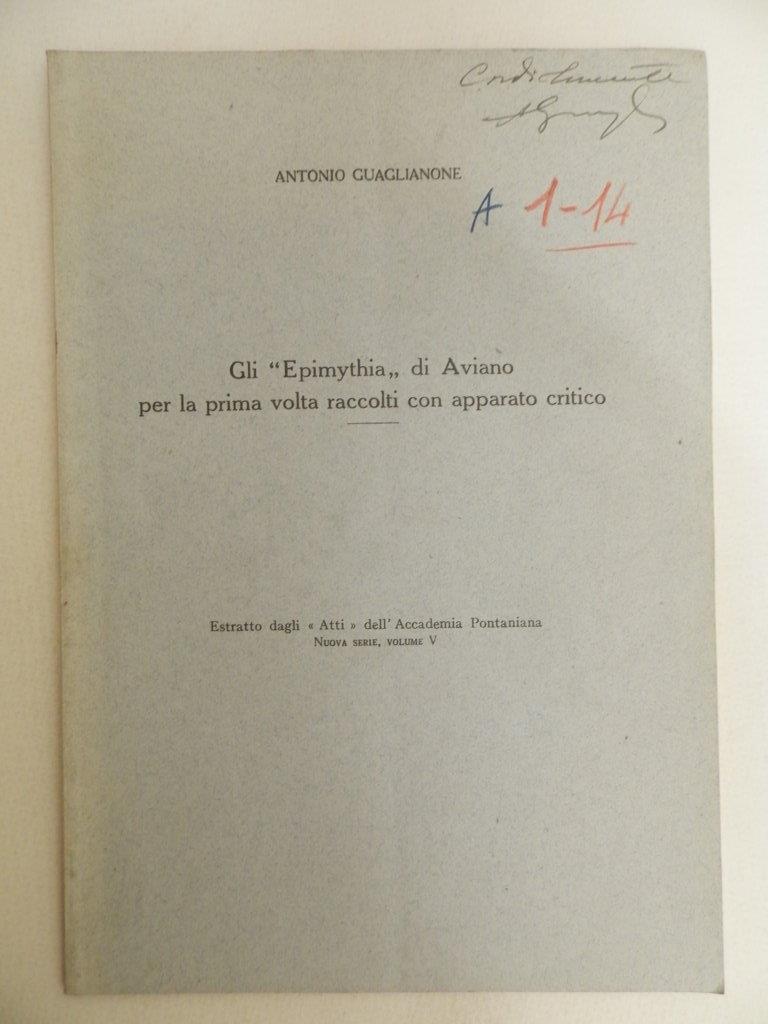 Cordialmente
ANTONIO GUAGLIANONE
A 1-14
Gli “Epimythia„ di Aviano
per la prima volta raccolti con apparato critico
Estratto dagli « Atti » dell' Accademia Pontaniana
NUOVA SERIE, VOLUME V